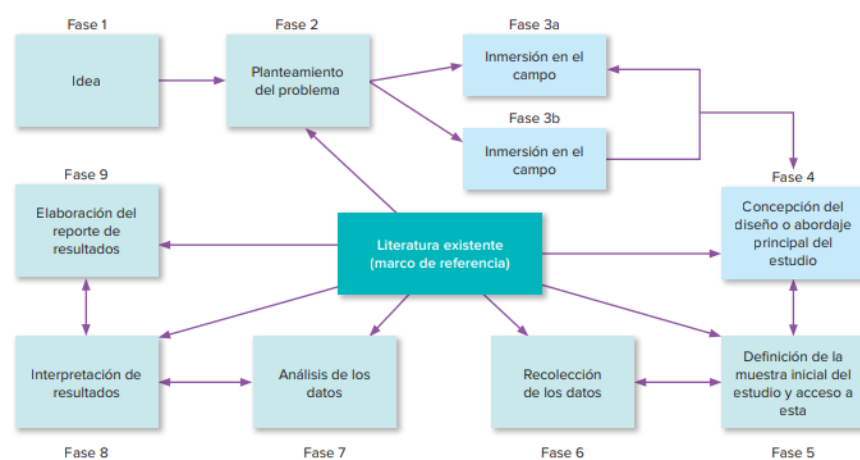 Fase 1
Idea
Fase 2
Planteamiento
del problema
Fase 3a
Inmersión en el
campo
Fase 3b
Inmersión en el
campo
Fase 4
Concepción del
diseño o abordaje
principal del
estudio
Fase 9
Elaboración del
reporte de
resultados
Literatura existente
(marco de referencia)
Interpretación de
resultados
Fase 8
Análisis de los
datos
Fase 7
Recolección
de los datos
Fase 6
Definición de la
muestra inicial del
estudio y acceso a
esta
Fase 5